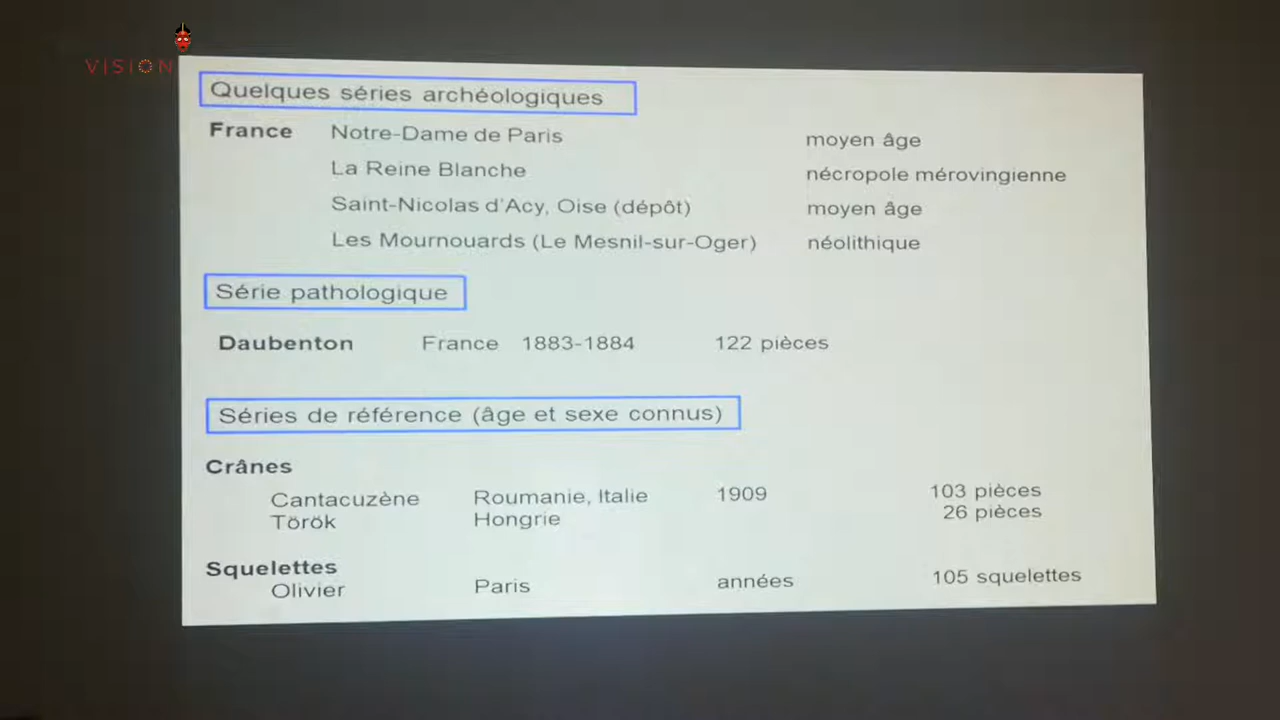 VISION
Quelques séries archéologiques
France Notre-Dame de Paris moyen âge
La Reine Blanche nécropole mérovingienne
Saint-Nicolas d'Acy, Oise (dépôt) moyen âge
Les Mournouards (Le Mesnil-sur-Oger) néolithique
Série pathologique
Daubenton France 1883-1884 122 pièces
Séries de référence (âge et sexe connus)
Crânes
Cantacuzène Roumanie, Italie 1909 103 pièces
Török Hongrie 26 pièces
Squelettes
Olivier Paris années 105 squelettes